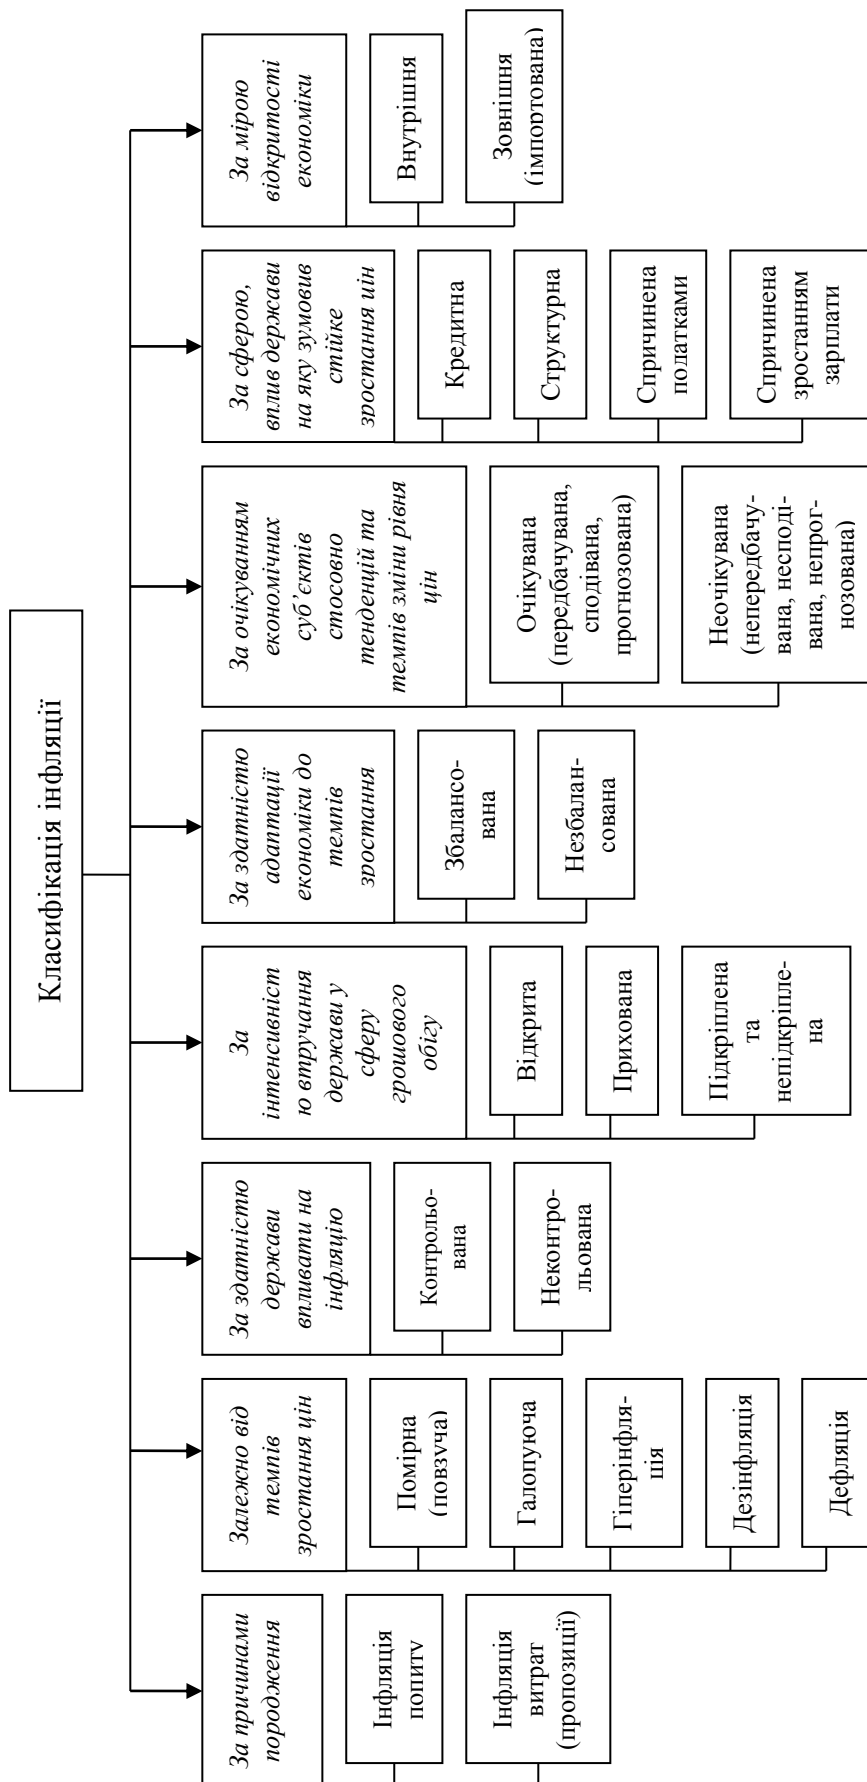 Класифікація інфляції
За причинами
породження
Інфляція
попиту
Інфляція
витрат
(пропозиції)
Залежно від
темпів
зростання цін
Помірна
(повзуча)
Галопуюча
Гіперінфля-
ція
Дезінфляція
Дефляція
За здатністю
держави
впливати на
інфляцію
Контрольо-
вана
Неконтро-
льована
За
інтенсивніст
ю втручання
держави у
сферу
грошового
обігу
Відкрита
Прихована
Підкріплена
та
непідкріпле-
на
За здатністю
адаптації
економіки до
темпів
зростання
Збалансо-
вана
Незбалан-
сована
За очікуванням
економічних
суб’єктів
стосовно
тенденцій та
темпів зміни рівня
цін
Очікувана
(передбачувана,
сподівана,
прогнозована)
Неочікувана
(непередбачу-
вана, несподі-
вана, непрог-
нозована)
За сферою,
вплив держави
на яку зумовив
стійке
зростання цін
Кредитна
Структурна
Спричинена
податками
Спричинена
зростанням
зарплати
За мірою
відкритості
економіки
Внутрішня
Зовнішня
(імпортована)